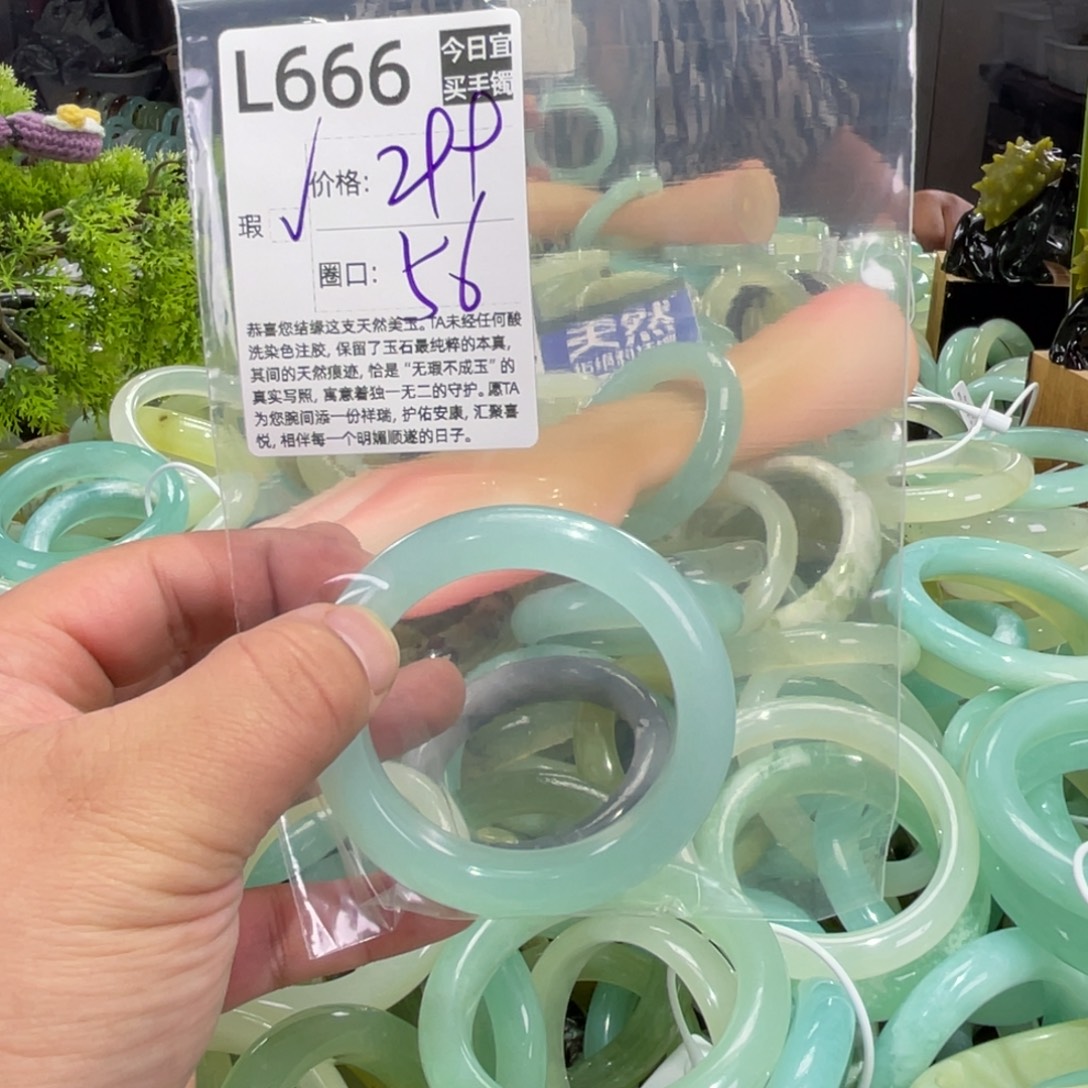 L666
今日宜
买手镯
价格: 299
瑕 ✓
圈口: 56
恭喜您结缘这支天然美玉。TA未经任何酸
洗染色注胶, 保留了玉石最纯粹的本真,
其间的天然痕迹, 恰是“无瑕不成玉”的
真实写照, 寓意着独一无二的守护。愿TA
为您腕间添一份祥瑞, 护佑安康, 汇聚喜
悦, 相伴每一个明媚顺遂的日子。
天然